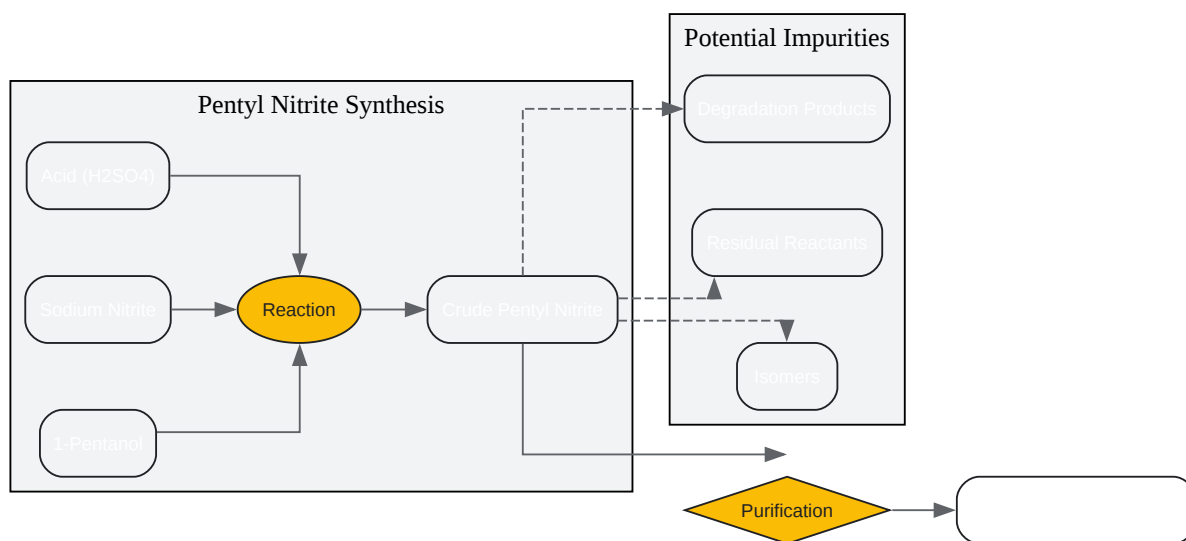 Potential Impurities
Pentyl Nitrite Synthesis
Degradation Products
Acid (H2SO4)
Residual Reactants
Sodium Nitrite
Reaction
Crude Pentyl Nitrite
Isomers
1-Pentanol
Purification